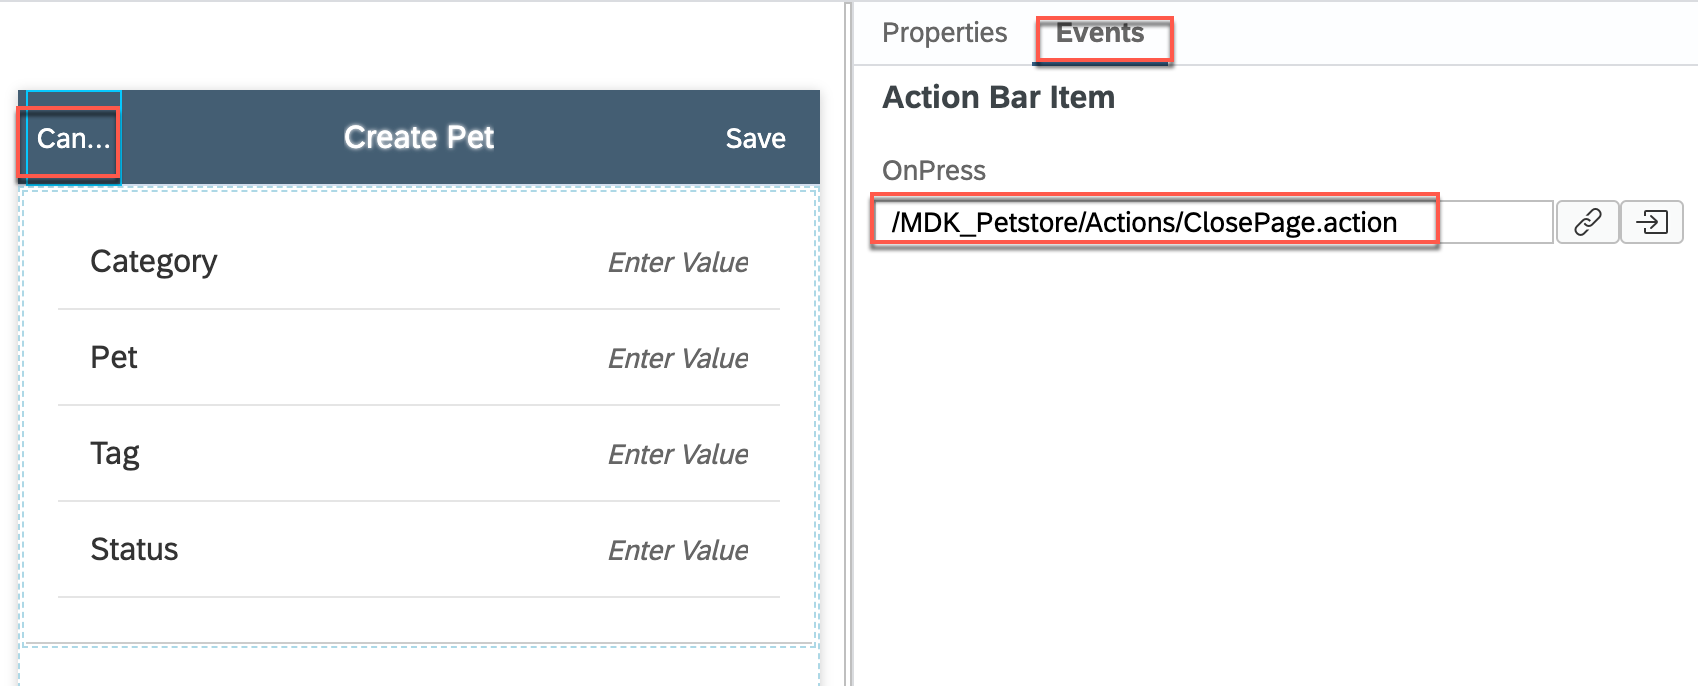 Can...
Create Pet
Save
Category
Enter Value
Pet
Enter Value
Tag
Enter Value
Status
Enter Value
Properties
Events
Action Bar Item
OnPress
/MDK_Petstore/Actions/ClosePage.action